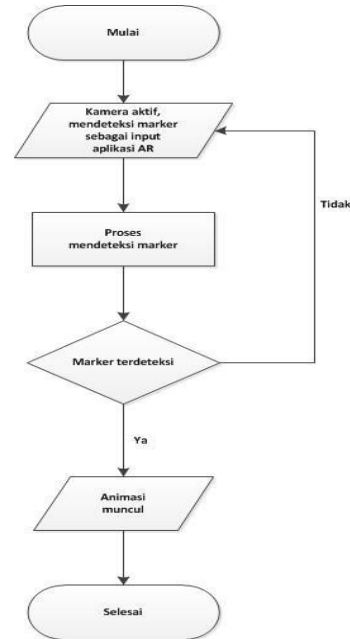 Mulai
Kamera aktif,
mendeteksi marker
sebagai input
aplikasi AR
Tidak
Proses
mendeteksi marker
Marker terdeteksi
Ya
Animasi
muncul
Selesai